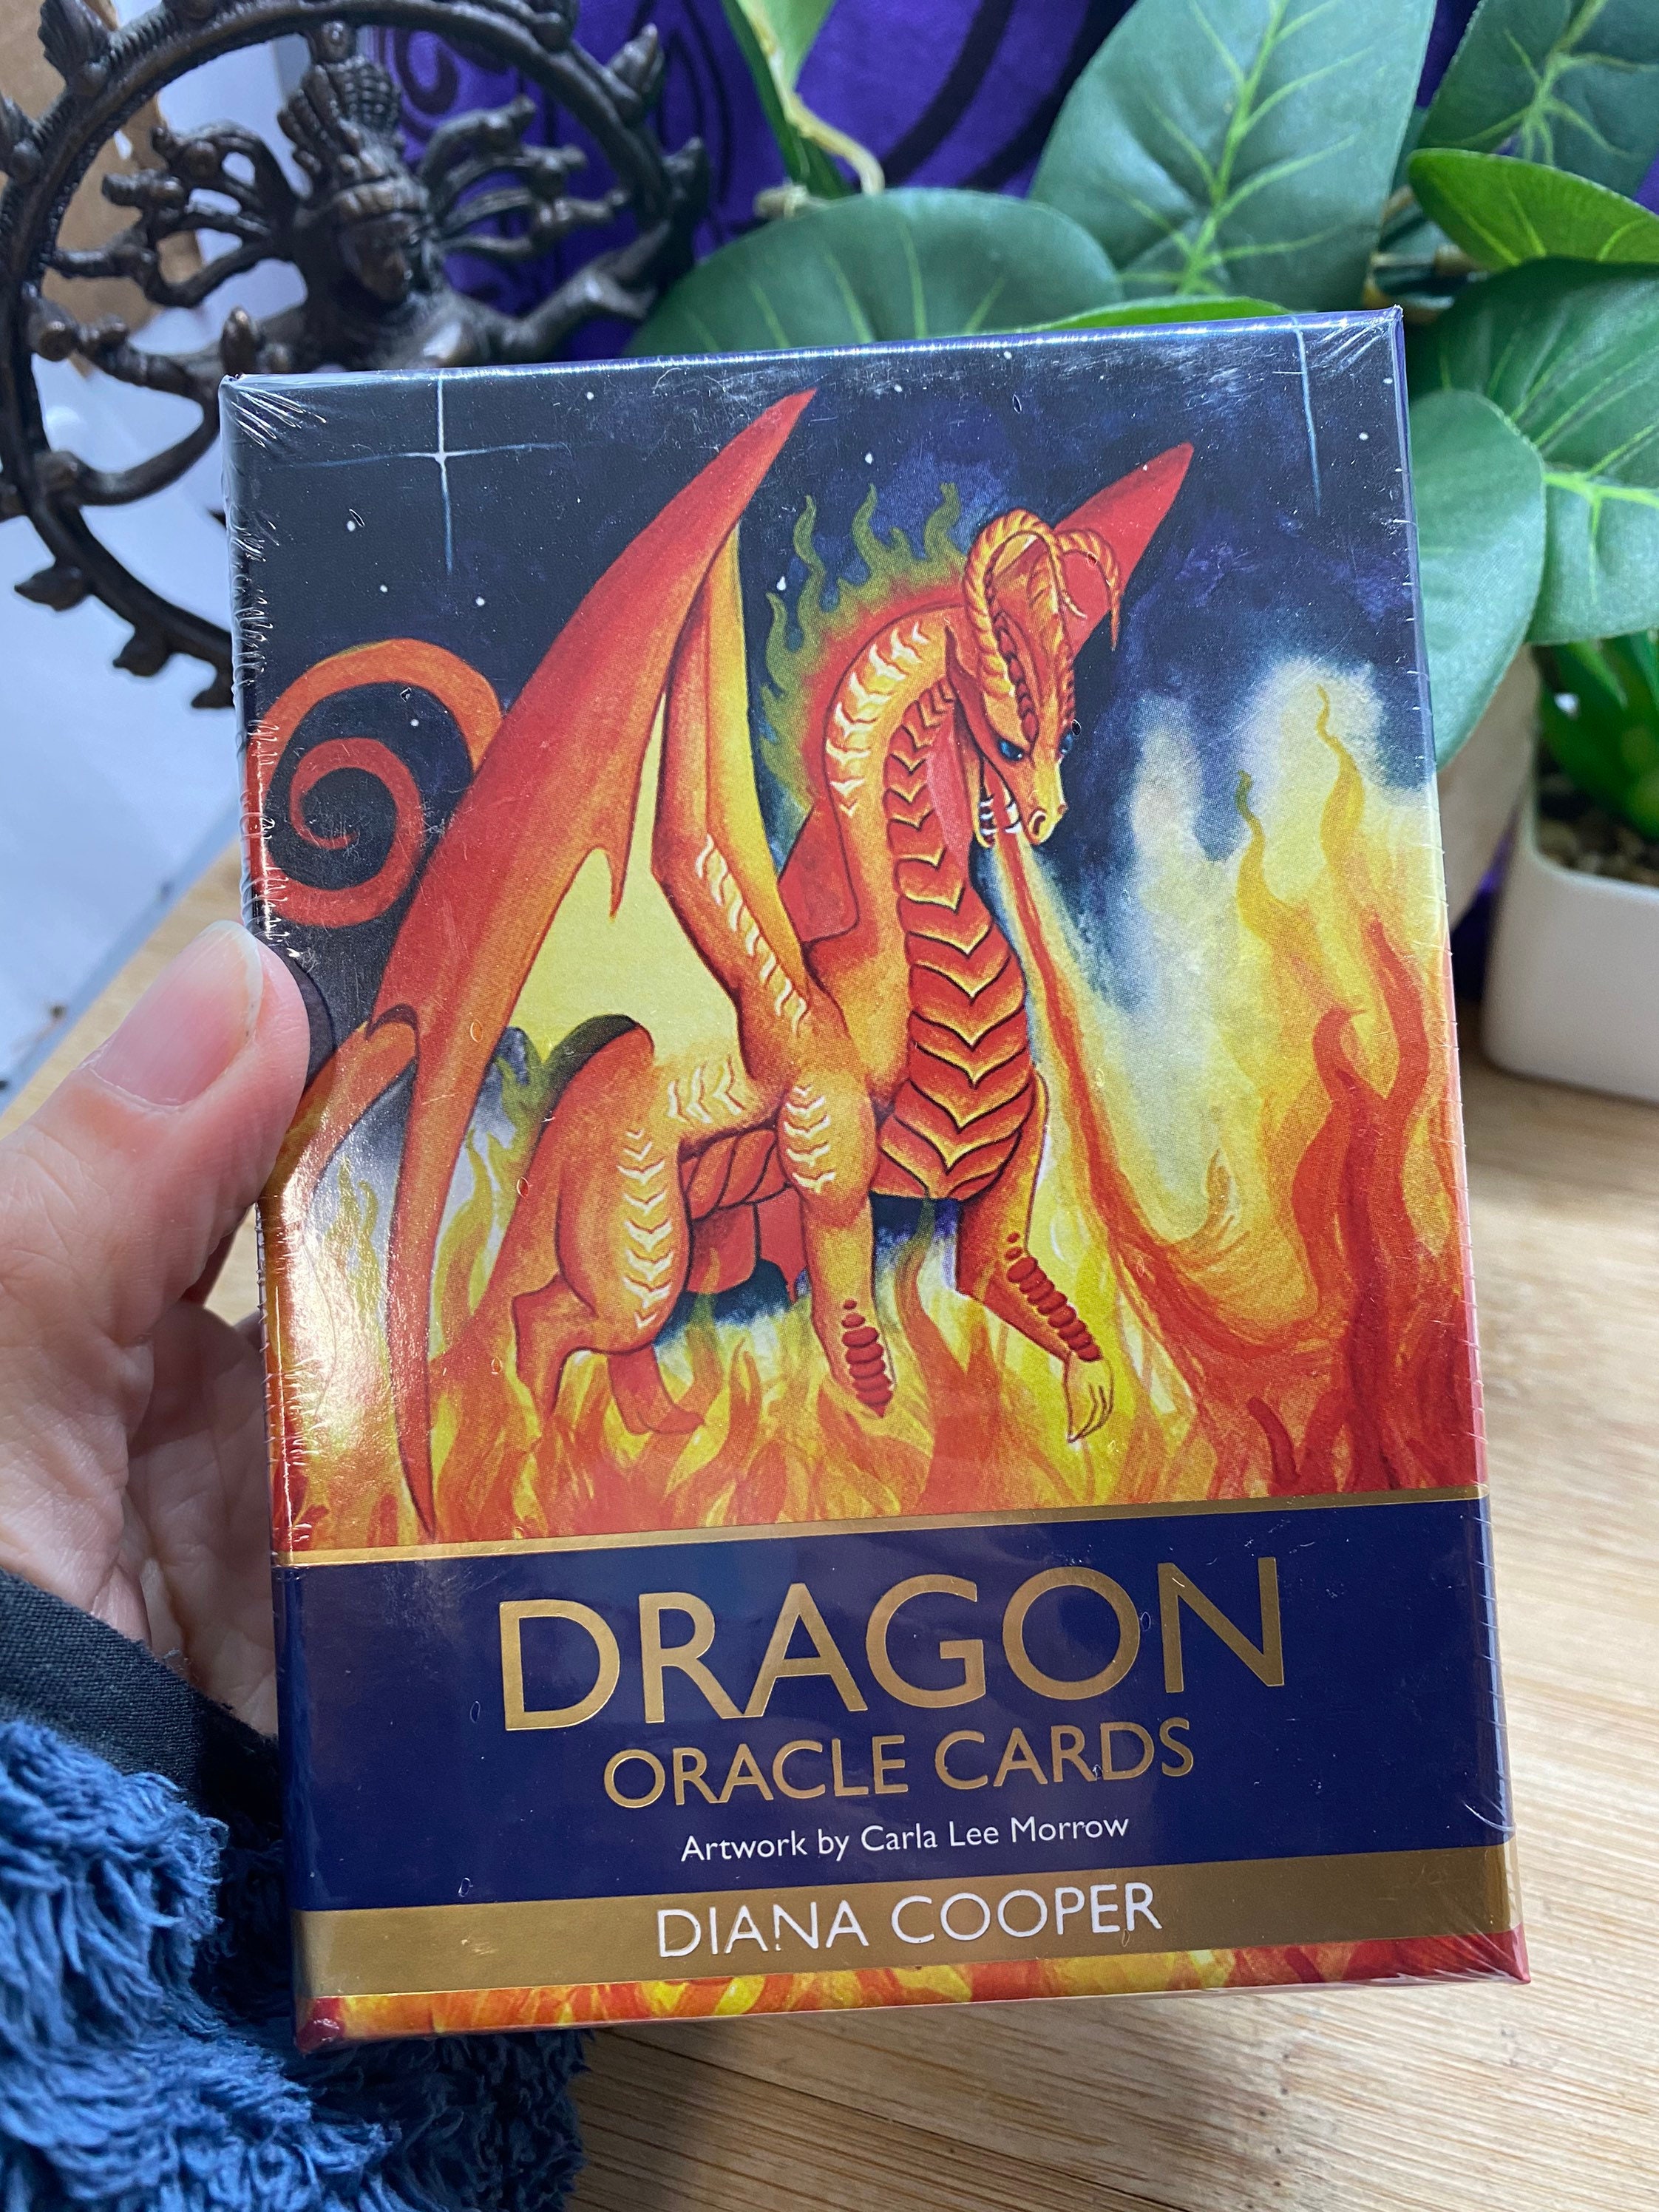 DRAGON
ORACLE CARDS
Artwork by Carla Lee Morrow
DIANA COOPER